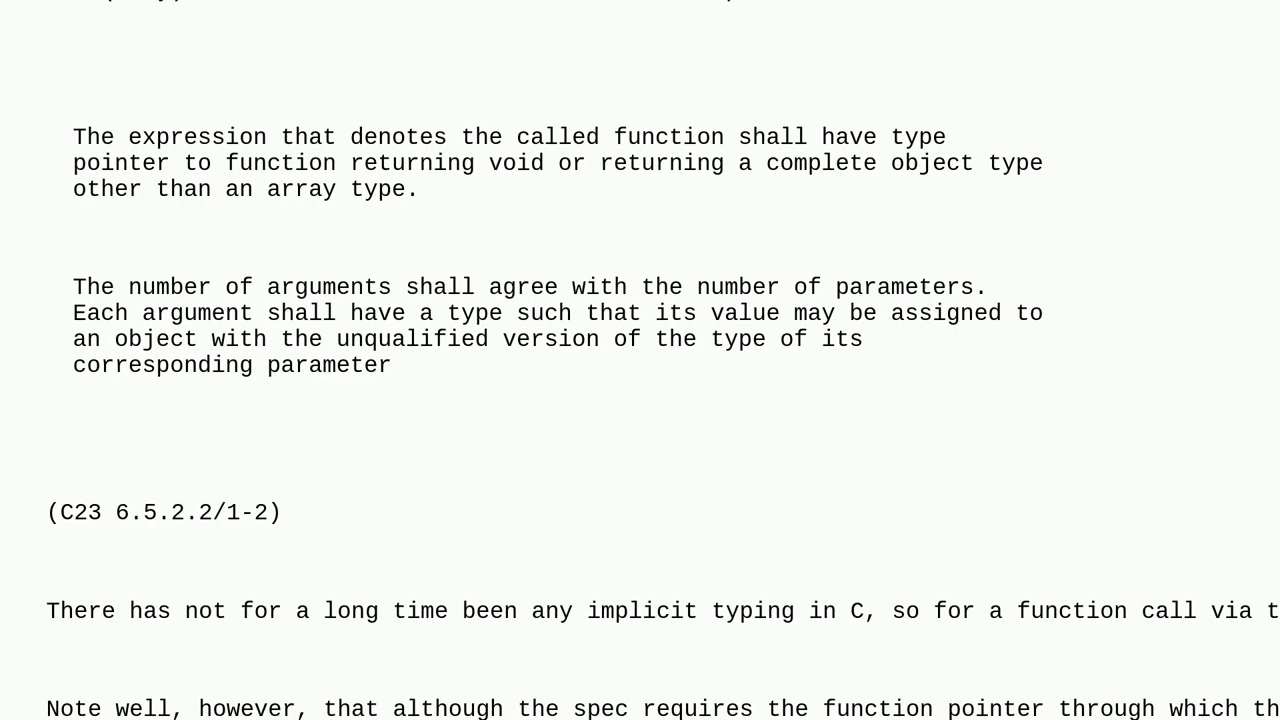 The expression that denotes the called function shall have type
pointer to function returning void or returning a complete object type
other than an array type.
The number of arguments shall agree with the number of parameters.
Each argument shall have a type such that its value may be assigned to
an object with the unqualified version of the type of its
corresponding parameter
(C23 6.5.2.2/1-2)
There has not for a long time been any implicit typing in C, so for a function call via
Note well, however, that although the spec requires the function pointer through which